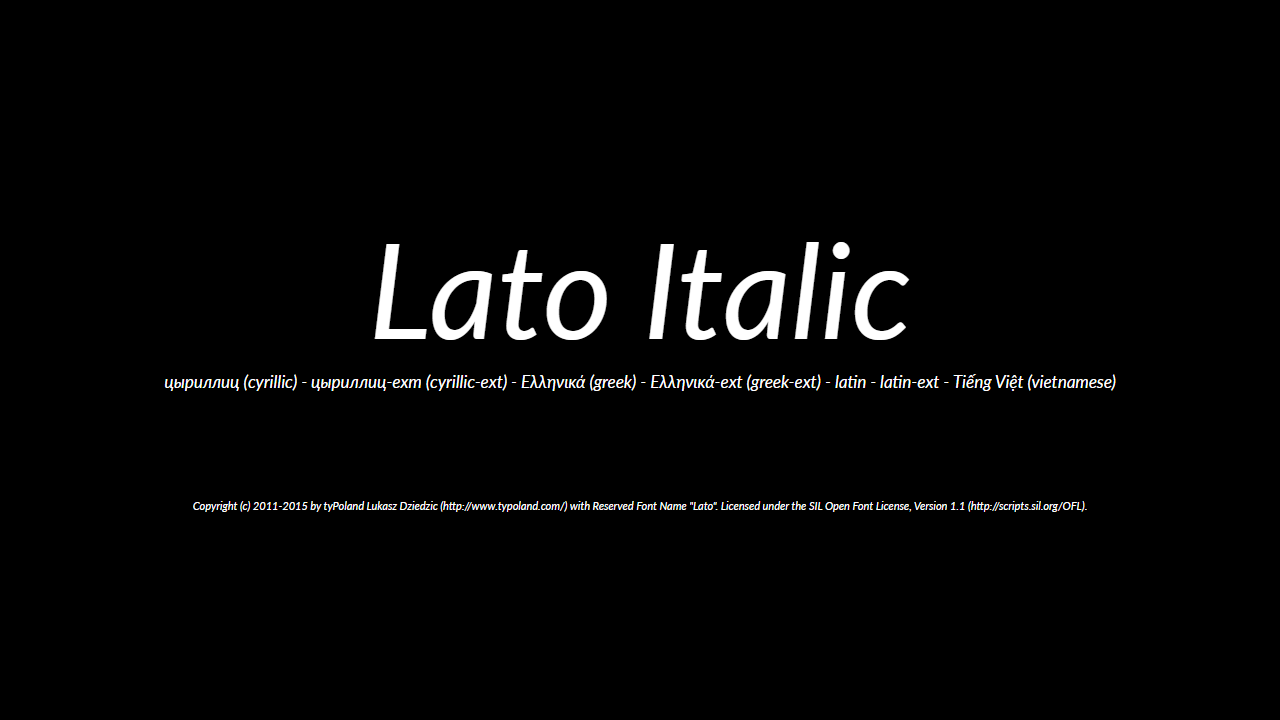 Lato Italic
цыриллиц (cyrillic) - цыриллиц-ext (cyrillic-ext) - Ελληνικά (greek) - Ελληνικά-ext (greek-ext) - latin - latin-ext - Tiếng Việt (vietnamese)
Copyright (c) 2011-2015 by tyPoland Lukasz Dziedzic (http://www.typoland.com/) with Reserved Font Name "Lato". Licensed under the SIL Open Font License, Version 1.1 (http://scripts.sil.org/OFL).